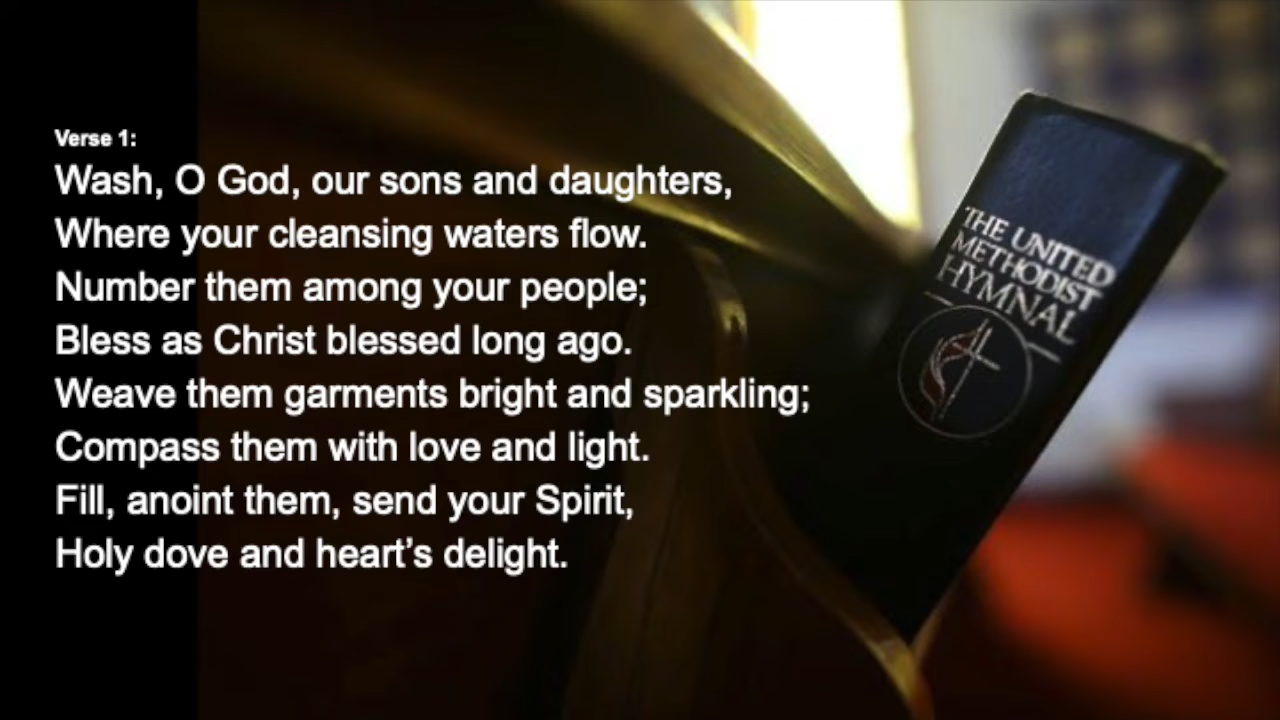 Verse 1:
Wash, O God, our sons and daughters,
Where your cleansing waters flow.
Number them among your people;
Bless as Christ blessed long ago.
Weave them garments bright and sparkling;
Compass them with love and light.
Fill, anoint them, send your Spirit,
Holy dove and heart’s delight.
THE UNITED
METHODIST
HYMNAL